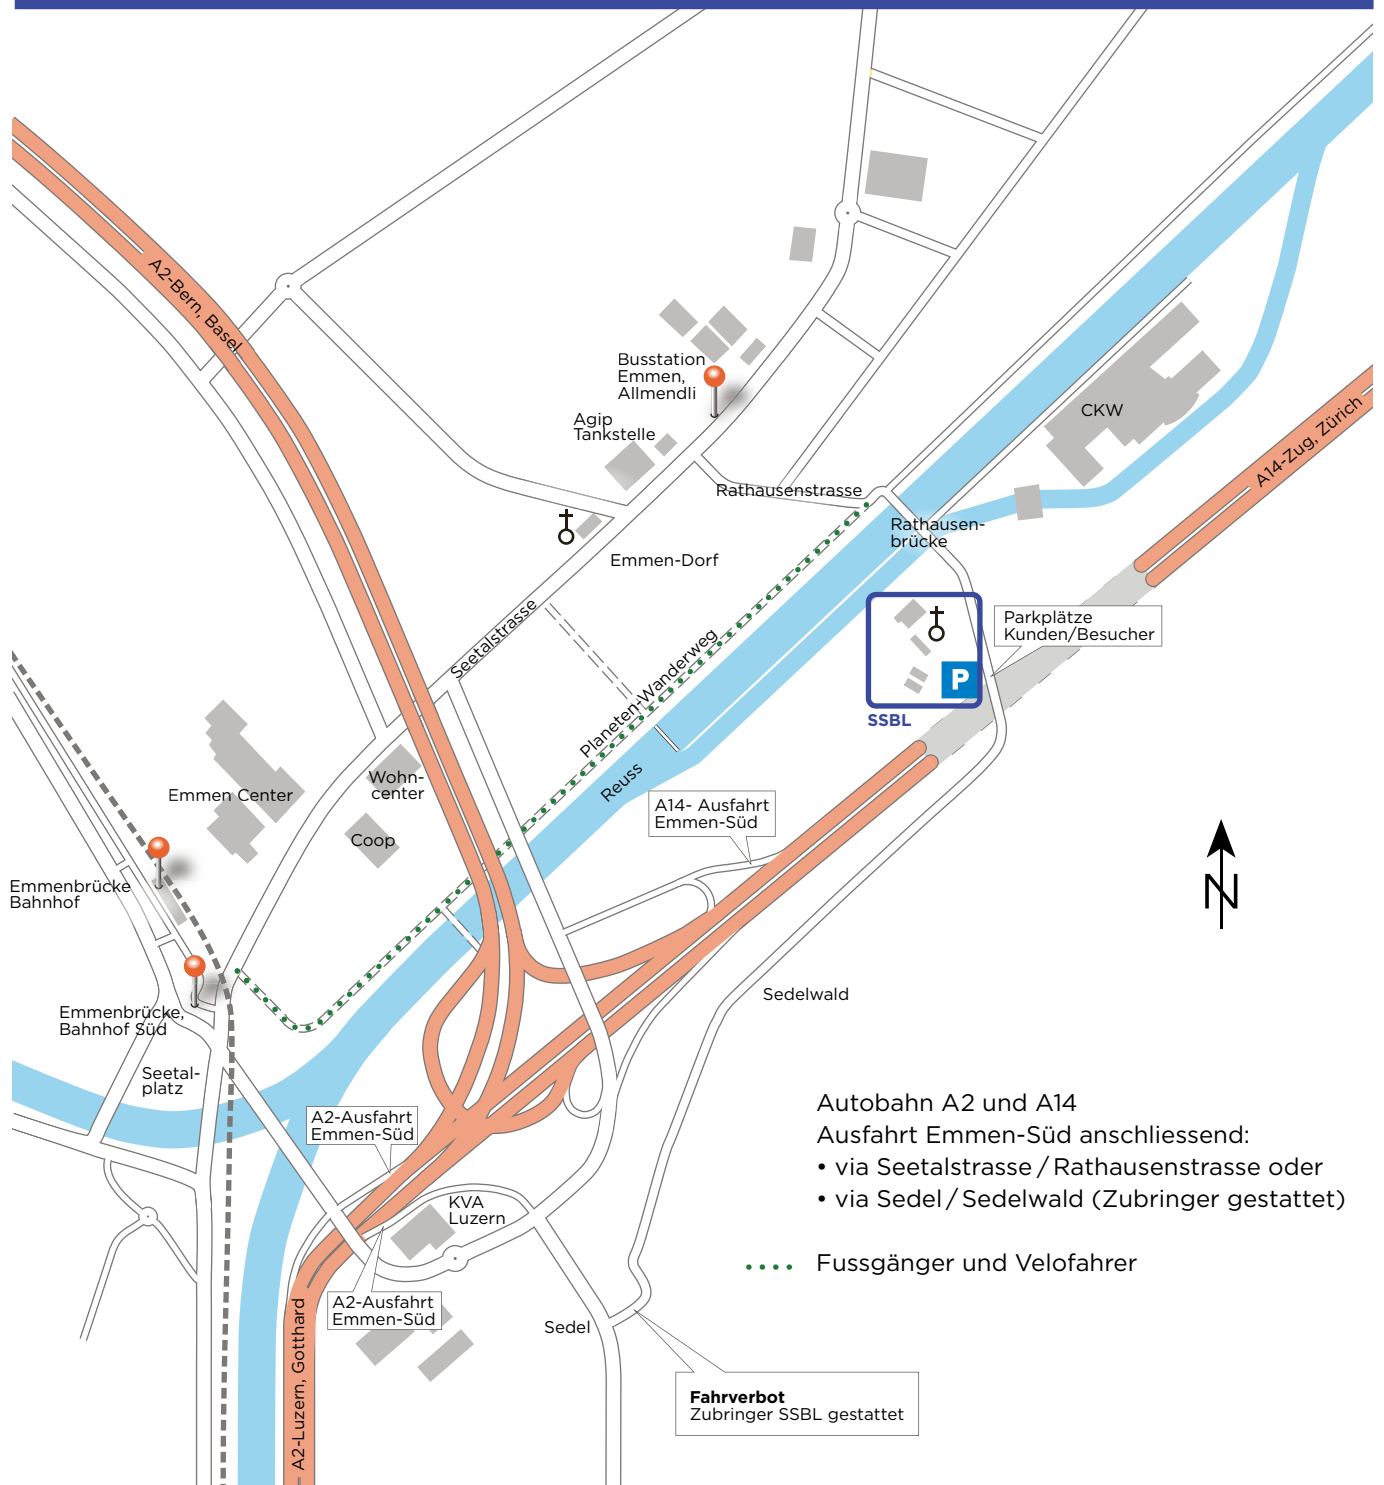 A2-Bern, Basel
Busstation
Emmen,
Allmendli
Agip
Tankstelle
CKW
A14-Zug, Zürich
Rathausenstrasse
Rathausen-
brücke
Emmen-Dorf
Seetalstrasse
Parkplätze
Kunden/Besucher
Planeten-Wanderweg
P
SSBL
Reuss
Wohn-
center
Emmen Center
Coop
A14- Ausfahrt
Emmen-Süd
Emmenbrücke
Bahnhof
N
Sedelwald
Emmenbrücke,
Bahnhof Süd
Seetal-
platz
A2-Ausfahrt
Emmen-Süd
Autobahn A2 und A14
Ausfahrt Emmen-Süd anschliessend:
• via Seetalstrasse / Rathausenstrasse oder
• via Sedel / Sedelwald (Zubringer gestattet)
KVA
Luzern
Fussgänger und Velofahrer
A2-Ausfahrt
Emmen-Süd
A2-Luzern, Gotthard
Sedel
Fahrverbot
Zubringer SSBL gestattet